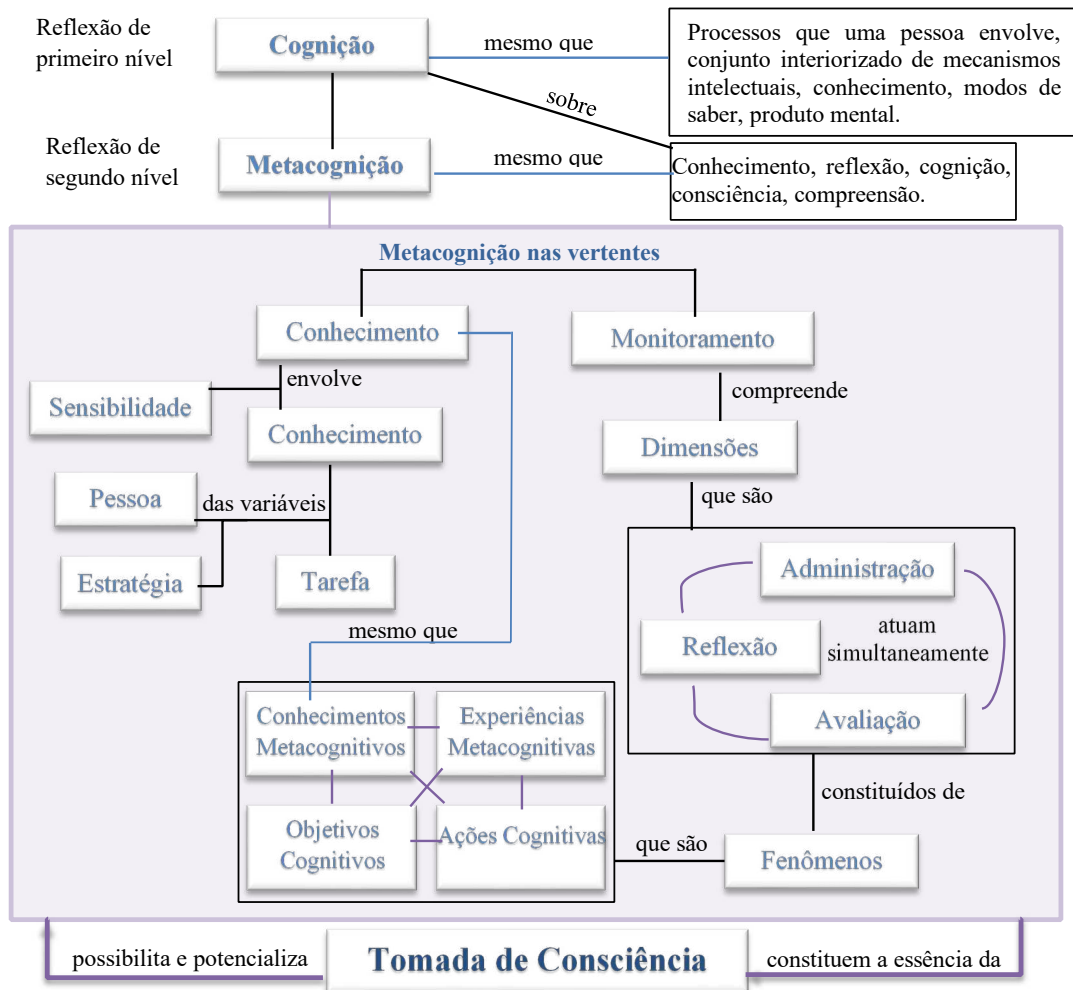 Reflexão de
primeiro nível
Cognição
mesmo que
Processos que uma pessoa envolve,
conjunto interiorizado de mecanismos
intelectuais, conhecimento, modos de
saber, produto mental.
sobre
Reflexão de
segundo nível
Metacognição
mesmo que
Conhecimento, reflexão, cognição,
consciência, compreensão.
Metacognição nas vertentes
Conhecimento
Monitoramento
envolve
compreende
Sensibilidade
Conhecimento
Dimensões
Pessoa
das variáveis
que são
Estratégia
Tarefa
Administração
mesmo que
Reflexão
atuam
simultaneamente
Avaliação
Conhecimentos
Metacognitivos
Experiências
Metacognitivas
constituídos de
Objetivos
Cognitivos
Ações Cognitivas
que são
Fenômenos
possibilita e potencializa
Tomada de Consciência
constituem a essência da